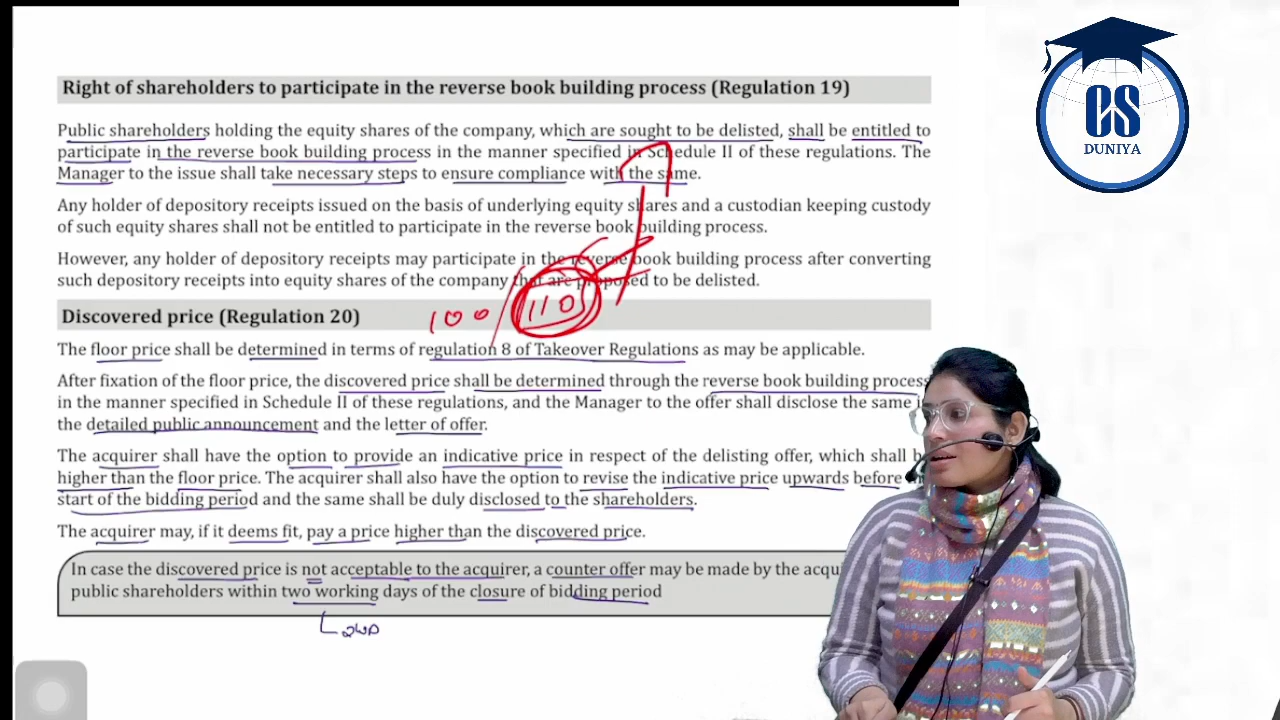 Right of shareholders to participate in the reverse book building process (Regulation 19)
Public shareholders holding the equity shares of the company, which are sought to be delisted, shall be entitled to
participate in the reverse book building process in the manner specified in Schedule II of these regulations. The
Manager to the issue shall take necessary steps to ensure compliance with the same.
Any holder of depository receipts issued on the basis of underlying equity shares and a custodian keeping custody
of such equity shares shall not be entitled to participate in the reverse book building process.
However, any holder of depository receipts may participate in the reverse book building process after converting
such depository receipts into equity shares of the company that are proposed to be delisted.
100/ 110
Discovered price (Regulation 20)
The floor price shall be determined in terms of regulation 8 of Takeover Regulations as may be applicable.
After fixation of the floor price, the discovered price shall be determined through the reverse book building process
in the manner specified in Schedule II of these regulations, and the Manager to the offer shall disclose the same
the detailed public announcement and the letter of offer.
The acquirer shall have the option to provide an indicative price in respect of the delisting offer, which shall
higher than the floor price. The acquirer shall also have the option to revise the indicative price upwards before
start of the bidding period and the same shall be duly disclosed to the shareholders.
The acquirer may, if it deems fit, pay a price higher than the discovered price.
In case the discovered price is not acceptable to the acquirer, a counter offer may be made by the
public shareholders within two working days of the closure of bidding period
2WD
CS
DUNIYA